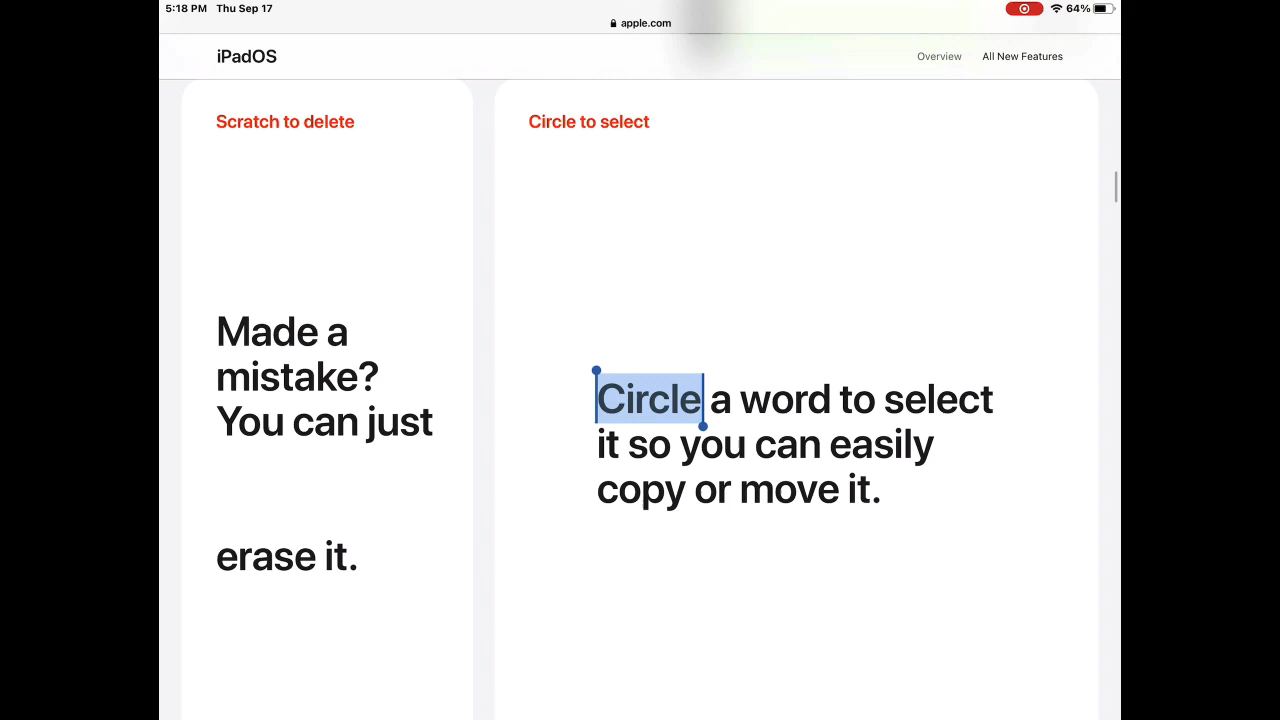 5:18 PM Thu Sep 17
64%
apple.com
iPadOS
Overview
All New Features
Scratch to delete
Made a
mistake?
You can just
erase it.
Circle to select
Circle a word to select
it so you can easily
copy or move it.